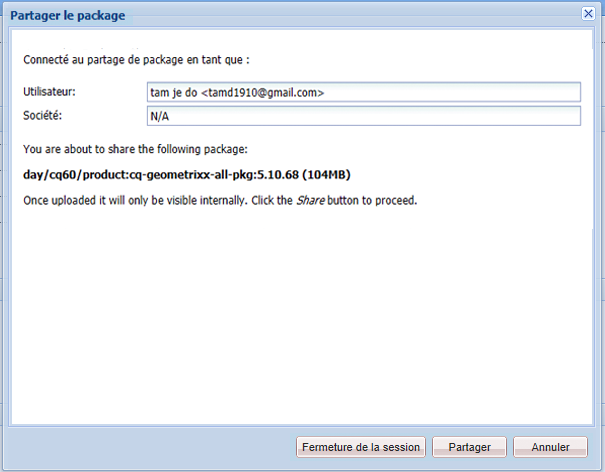 Partager le package
Connecté au partage de package en tant que :
Utilisateur: tam je do <tamd1910@gmail.com>
Société: N/A
You are about to share the following package:
day/cq60/product:cq-geometrixx-all-pkg:5.10.68 (104MB)
Once uploaded it will only be visible internally. Click the Share button to proceed.
Fermeture de la session Partager Annuler